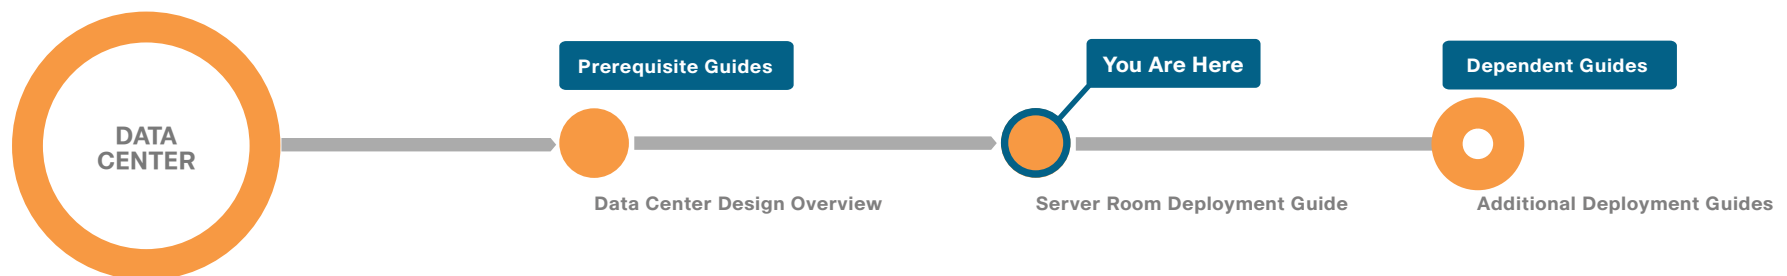 DATA
CENTER
Prerequisite Guides
Data Center Design Overview
You Are Here
Server Room Deployment Guide
Dependent Guides
Additional Deployment Guides